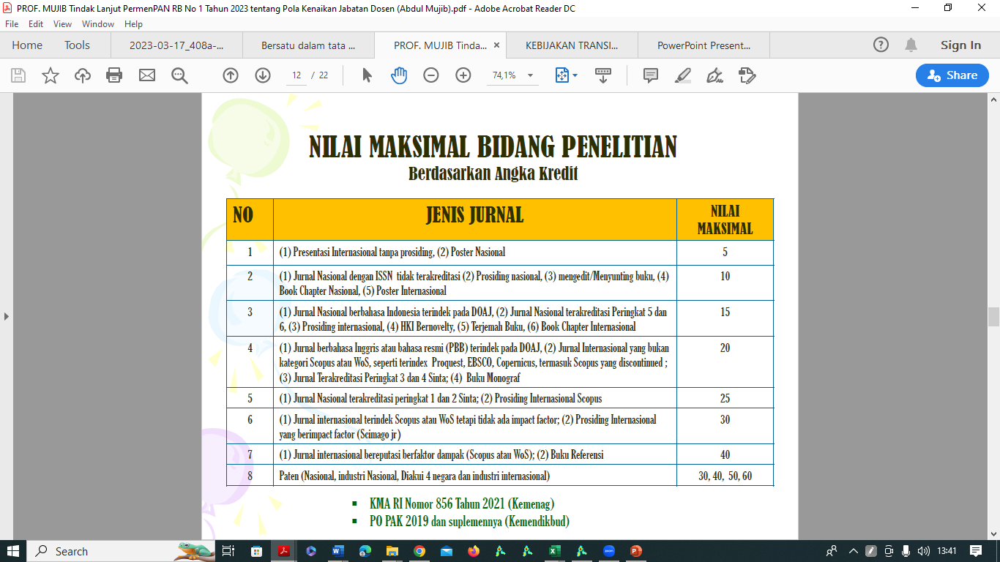 PROF. MUJIB Tindak Lanjut PermenPAN RB No 1 Tahun 2023 tentang Pola Kenaikan Jabatan Dosen (Abdul Mujib).pdf - Adobe Acrobat Reader DC
File Edit View Window Help
Home Tools 2023-03-17_408a-... Bersatu dalam tata ... PROF. MUJIB Tinda... × KEBIJAKAN TRANSI... PowerPoint Present... Sign In
12 / 22 74,1% Share
NILAI MAKSIMAL BIDANG PENELITIAN
Berdasarkan Angka Kredit
NO JENIS JURNAL NILAI
MAKSIMAL
1 (1) Presentasi Internasional tanpa prosiding, (2) Poster Nasional 5
2 (1) Jurnal Nasional dengan ISSN tidak terakreditasi (2) Prosiding nasional, (3) mengedit/Menyunting buku, (4) 10
Book Chapter Nasional, (5) Poster Internasional
3 (1) Jurnal Nasional berbahasa Indonesia terindek pada DOAJ, (2) Jurnal Nasional terakreditasi Peringkat 5 dan 15
6, (3) Prosiding internasional, (4) HKI Bernovelty, (5) Terjemah Buku, (6) Book Chapter Internasional
4 (1) Jurnal berbahasa Inggris atau bahasa resmi (PBB) terindek pada DOAJ, (2) Jurnal Internasional yang bukan 20
kategori Scopus atau WoS, seperti terindex Proquest, EBSCO, Copernicus, termasuk Scopus yang discontinued ;
(3) Jurnal Terakreditasi Peringkat 3 dan 4 Sinta; (4) Buku Monograf
5 (1) Jurnal Nasional terakreditasi peringkat 1 dan 2 Sinta; (2) Prosiding Internasional Scopus 25
6 (1) Jurnal internasional terindek Scopus atau WoS tetapi tidak ada impact factor; (2) Prosiding Internasional 30
yang berimpact factor (Scimago jr)
7 (1) Jurnal internasional bereputasi berfaktor dampak (Scopus atau WoS); (2) Buku Referensi 40
8 Paten (Nasional, industri Nasional, Diakui 4 negara dan industri internasional) 30, 40, 50, 60
▪ KMA RI Nomor 856 Tahun 2021 (Kemenag)
▪ PO PAK 2019 dan suplemennya (Kemendikbud)
Search 13:41